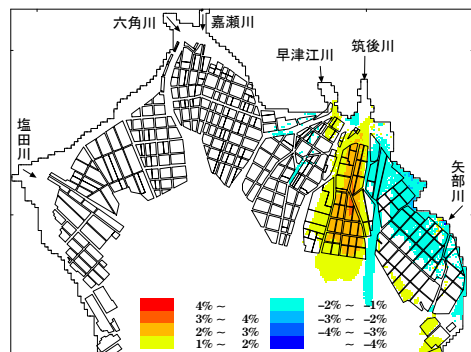 六角川
嘉瀬川
早津江川
筑後川
塩田川
矢部川
4% ~
3% ~ 4%
2% ~ 3%
1% ~ 2%
−2% ~ −1%
−3% ~ −2%
−4% ~ −3%
~ −4%